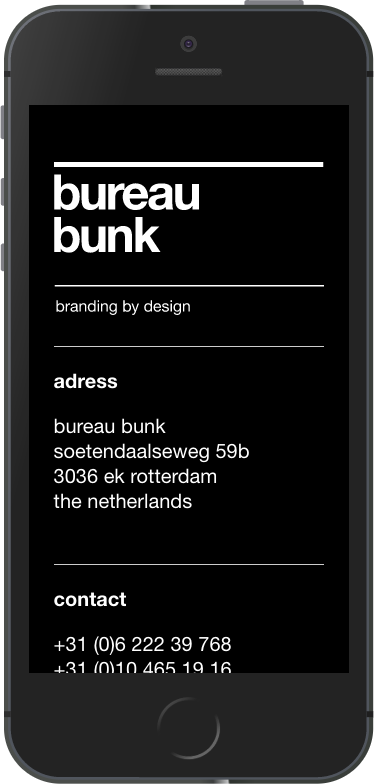 bureau
bunk
branding by design
adress
bureau bunk
soetendaalseweg 59b
3036 ek rotterdam
the netherlands
contact
+31 (0)6 222 39 768
+31 (0)10 465 19 16